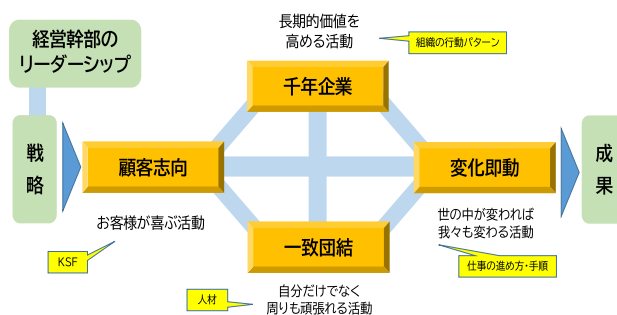 経営幹部の
リーダーシップ
戦
略
顧客志向
お客様が喜ぶ活動
KSF
長期的価値を
高める活動
組織の行動パターン
千年企業
一致団結
人材
自分だけでなく
周りも頑張れる活動
変化即動
世の中が変われば
我々も変わる活動
仕事の進め方・手順
成
果